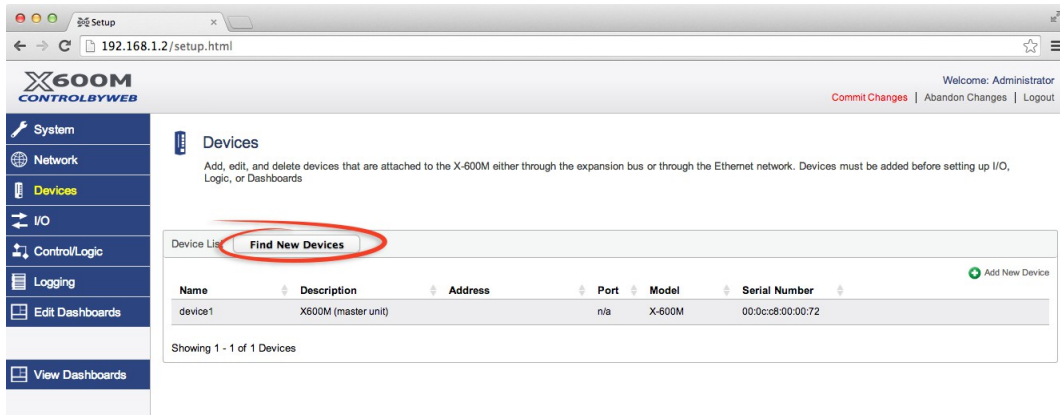 Setup
192.168.1.2/setup.html
X600M
CONTROLBYWEB
Welcome: Administrator
Commit Changes | Abandon Changes | Logout
System
Network
Devices
I/O
Control/Logic
Logging
Edit Dashboards
View Dashboards
Devices
Add, edit, and delete devices that are attached to the X-600M either through the expansion bus or through the Ethernet network. Devices must be added before setting up I/O,
Logic, or Dashboards
Device List Find New Devices
Add New Device
Name Description Address Port Model Serial Number
device1 X600M (master unit) n/a X-600M 00:0c:c8:00:00:72
Showing 1 - 1 of 1 Devices